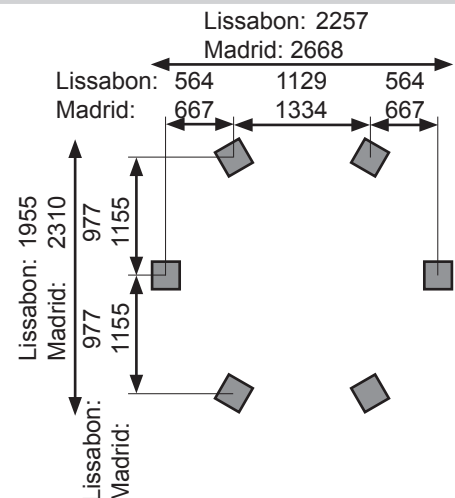 Lissabon: 2257
Madrid: 2668
Lissabon: 564 1129 564
Madrid: 667 1334 667
Lissabon: 1955
Madrid: 2310
Lissabon: 977 977
Madrid: 1155 1155